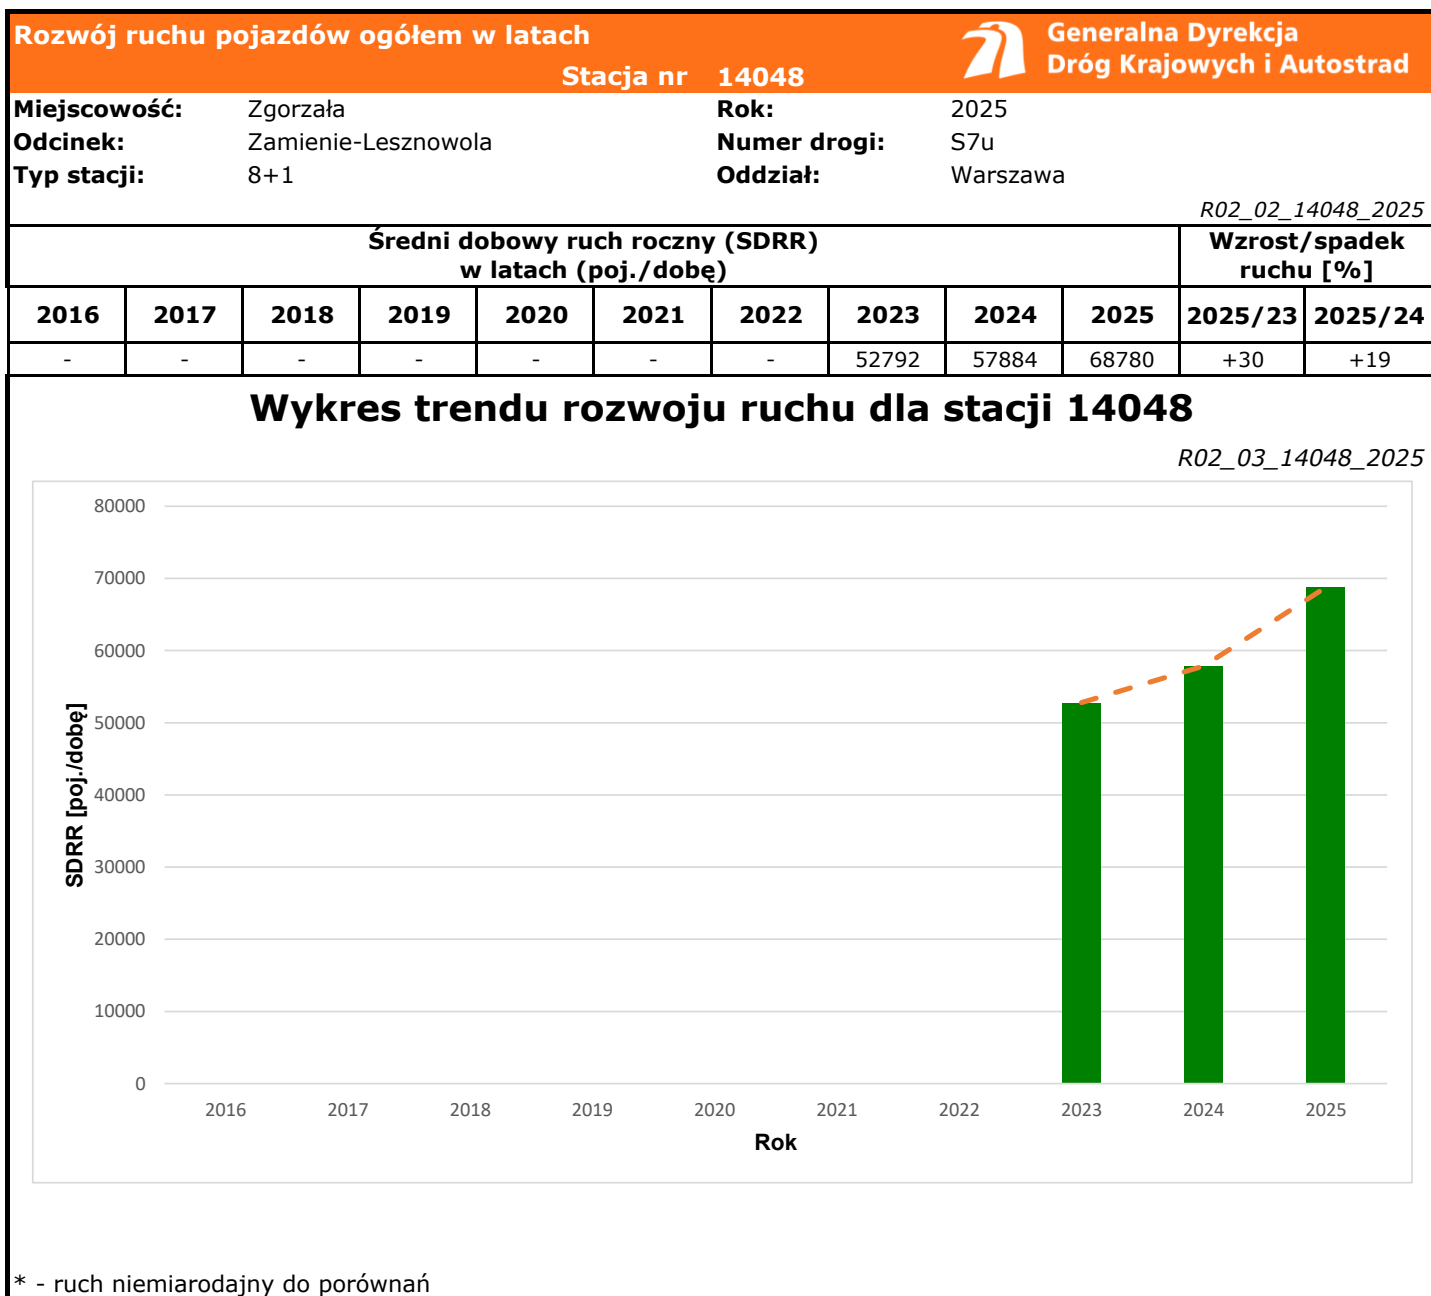 Rozwój ruchu pojazdów ogółem w latach
Generalna Dyrekcja
Dróg Krajowych i Autostrad
Stacja nr 14048
Miejscowość: Zgorzała Rok: 2025
Odcinek: Zamienie-Lesznowola Numer drogi: S7u
Typ stacji: 8+1 Oddział: Warszawa
R02_02_14048_2025
Średni dobowy ruch roczny (SDRR)
w latach (poj./dobę)
Wzrost/spadek
ruchu [%]
2016 2017 2018 2019 2020 2021 2022 2023 2024 2025 2025/23 2025/24
- - - - - - - 52792 57884 68780 +30 +19
Wykres trendu rozwoju ruchu dla stacji 14048
R02_03_14048_2025
SDRR [poj./dobę]
80000
70000
60000
50000
40000
30000
20000
10000
0
2016 2017 2018 2019 2020 2021 2022 2023 2024 2025
Rok
* - ruch niemiarodajny do porównań